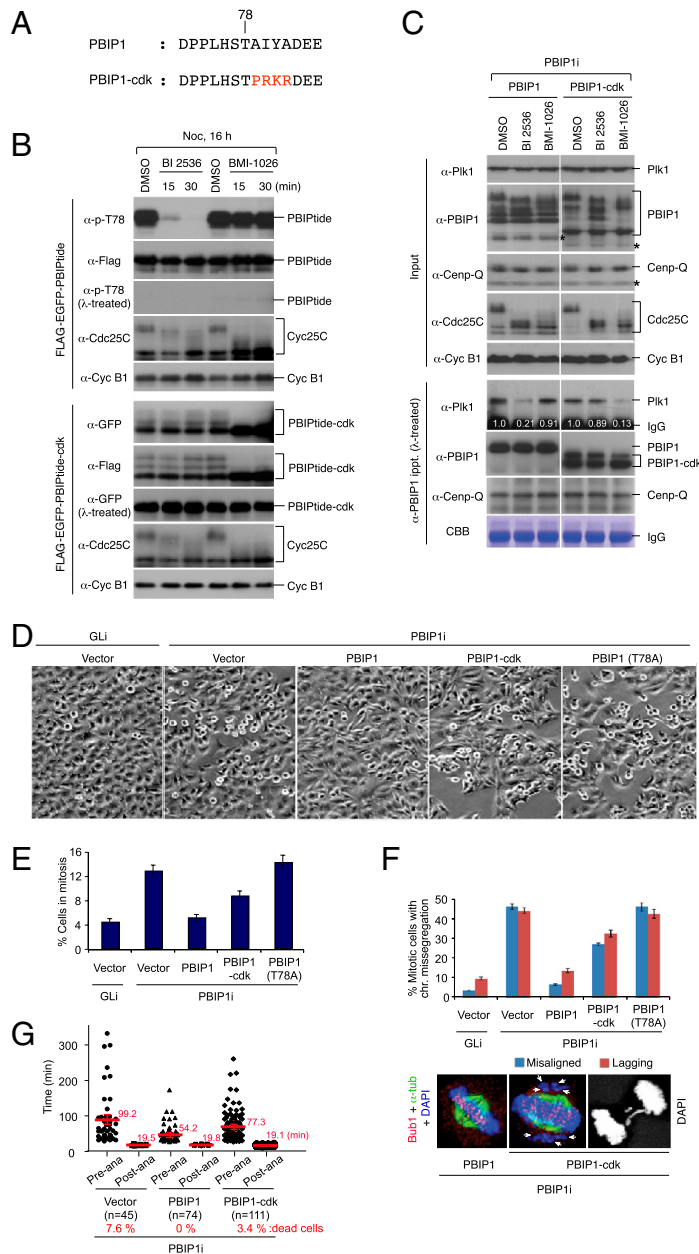 A
78
PBIP1 : DPPLHSTAIYADEE
PBIP1-cdk : DPPLHSTPRKRDEE
B
Noc, 16 h
DMSO
BI 2536
DMSO
BMI-1026
15 30 15 30 (min)
FLAG-EGFP-PBIPtide
α-p-T78
PBIPtide
α-Flag
PBIPtide
α-p-T78
(λ-treated)
PBIPtide
α-Cdc25C
Cyc25C
α-Cyc B1
Cyc B1
FLAG-EGFP-PBIPtide-cdk
α-GFP
PBIPtide-cdk
α-Flag
PBIPtide-cdk
α-GFP
(λ-treated)
PBIPtide-cdk
α-Cdc25C
Cyc25C
α-Cyc B1
Cyc B1
C
PBIP1i
PBIP1 PBIP1-cdk
DMSO
BI 2536
BMI-1026
DMSO
BI 2536
BMI-1026
Input
α-Plk1
Plk1
α-PBIP1
PBIP1
*
*
α-Cenp-Q
Cenp-Q
*
α-Cdc25C
Cdc25C
α-Cyc B1
Cyc B1
α-PBIP1 ippt. (λ-treated)
α-Plk1
Plk1
1.0 0.21 0.91 1.0 0.89 0.13
IgG
α-PBIP1
PBIP1
PBIP1-cdk
α-Cenp-Q
Cenp-Q
CBB
IgG
D
GLi PBIP1i
Vector Vector PBIP1 PBIP1-cdk PBIP1 (T78A)
E
% Cells in mitosis
16
12
8
4
0
Vector Vector PBIP1 PBIP1
-cdk
PBIP1
(T78A)
GLi PBIP1i
F
% Mitotic cells with
chr. missegregation
50
40
30
20
10
0
Vector Vector PBIP1 PBIP1
-cdk
PBIP1
(T78A)
GLi PBIP1i
Misaligned Lagging
Bub1 + α-tub
+ DAPI
DAPI
PBIP1 PBIP1-cdk
PBIP1i
G
Time (min)
300
200
100
0
99.2
19.5
54.2
19.8
77.3
19.1 (min)
Pre-ana
Post-ana
Pre-ana
Post-ana
Pre-ana
Post-ana
Vector PBIP1 PBIP1-cdk
(n=45) (n=74) (n=111)
7.6 % 0 % 3.4 % :dead cells
PBIP1i